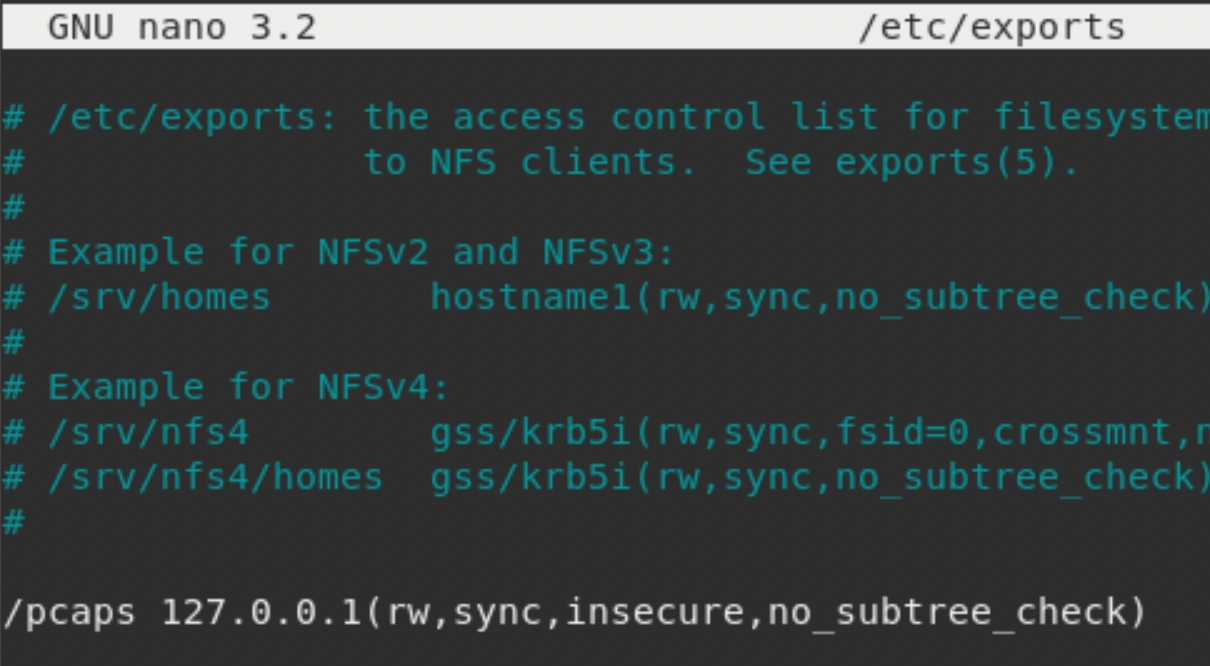 GNU nano 3.2 /etc/exports
# /etc/exports: the access control list for filesystem
# to NFS clients. See exports(5).
#
# Example for NFSv2 and NFSv3:
# /srv/homes hostname1(rw,sync,no_subtree_check)
#
# Example for NFSv4:
# /srv/nfs4 gss/krb5i(rw,sync,fsid=0,crossmnt,
# /srv/nfs4/homes gss/krb5i(rw,sync,no_subtree_check)
#
/pcaps 127.0.0.1(rw,sync,insecure,no_subtree_check)